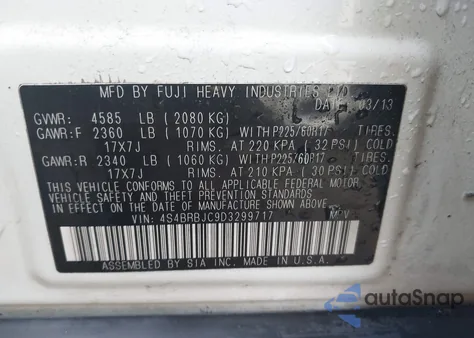 MFD BY FUJI HEAVY INDUSTRIES LTD.
DATE 03/13
GVWR: 4585 LB (2080 KG)
GAWR:F 2360 LB (1070 KG) WITH P225/60R17 TIRES.
17X7J RIMS. AT 220 KPA (32 PSI) COLD
GAWR:R 2340 LB (1060 KG) WITH P225/60R17 TIRES.
17X7J RIMS. AT 210 KPA (30 PSI) COLD
THIS VEHICLE CONFORMS TO ALL APPLICABLE FEDERAL MOTOR
VEHICLE SAFETY, BUMPER, AND THEFT PREVENTION STANDARDS
IN EFFECT ON THE DATE OF MANUFACTURE SHOWN ABOVE.
VIN: 4S4BRBJC9D3299717 MPV
ASSEMBLED BY SIA INC. MADE IN U.S.A.
autoSnap